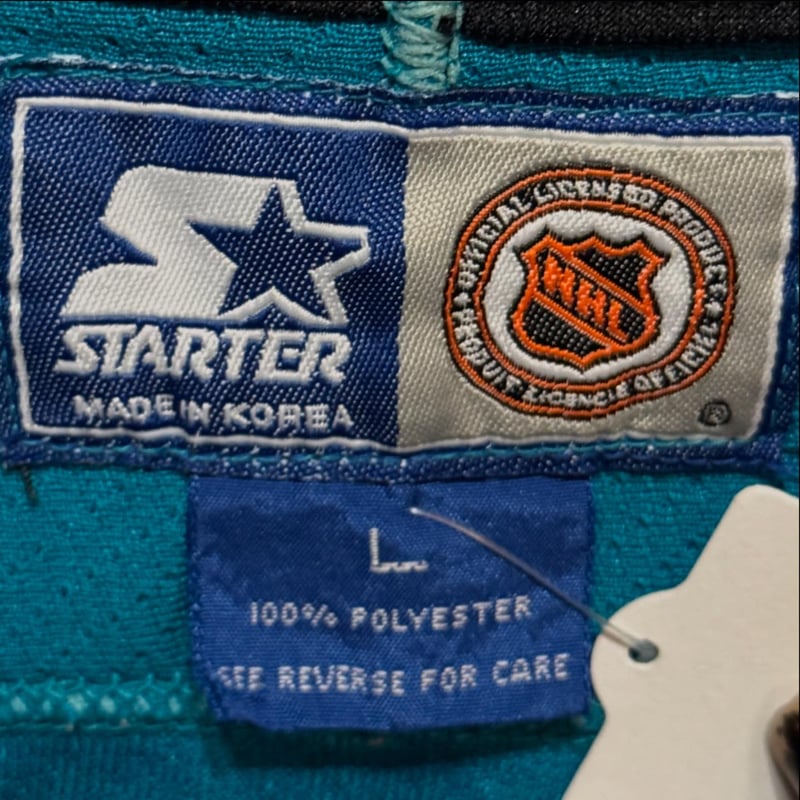 STARTER
MADE IN KOREA
OFFICIAL LICENSED PRODUCT
NHL
PRODUIT LICENCIE OFFICIEL
®
L
100% POLYESTER
SEE REVERSE FOR CARE